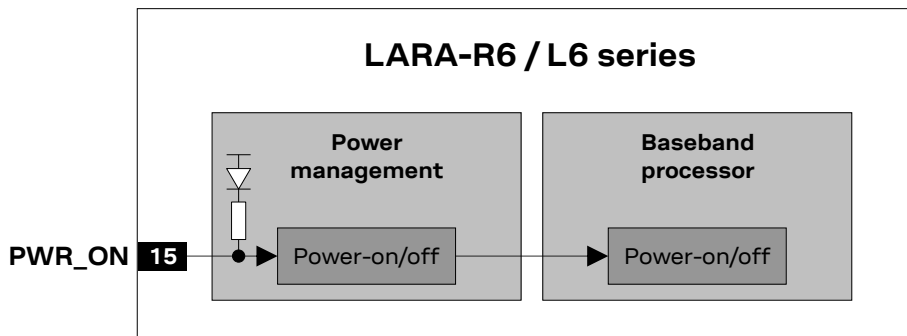 LARA-R6 / L6 series
Power
management
Baseband
processor
PWR_ON 15
Power-on/off
Power-on/off